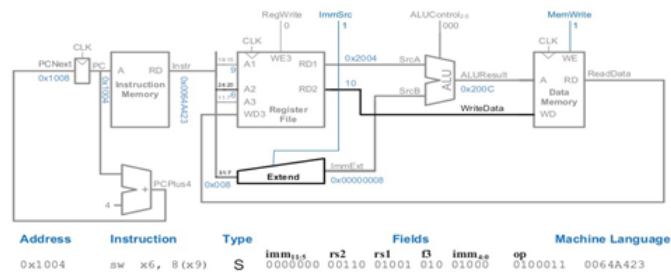 RegWrite ImmSrc ALUControl2:0 MemWrite
0 1 000 1
CLK CLK CLK
PCNext PC Instr WE3 WE
0x1008 A RD 19:15 A1 RD1 0x2004 SrcA ALUResult A RD ReadData
Instruction Memory 9 ALU 0x200C Data Memory
0x1004 0x0064A423 24:20 A2 RD2 10 SrcB WriteData WD
6 A3 Register File
11:7 WD3
31:7 ImmExt
0x008 Extend 0x00000008
PCPlus4
+
4
Address Instruction Type Fields Machine Language
imm11:5 rs2 rs1 f3 imm4:0 op
0x1004 sw x6, 8(x9) S 0000000 00110 01001 010 01000 0100011 0064A423